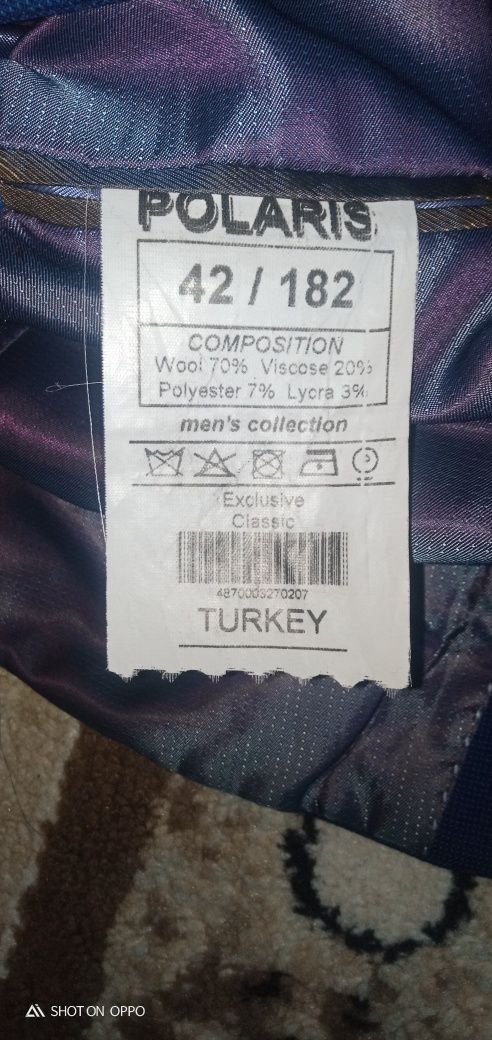 POLARIS
42 / 182
COMPOSITION
Wool 70% Viscose 20%
Polyester 7% Lycra 3%
men's collection
P
Exclusive
Classic
4870003270207
TURKEY
SHOT ON OPPO